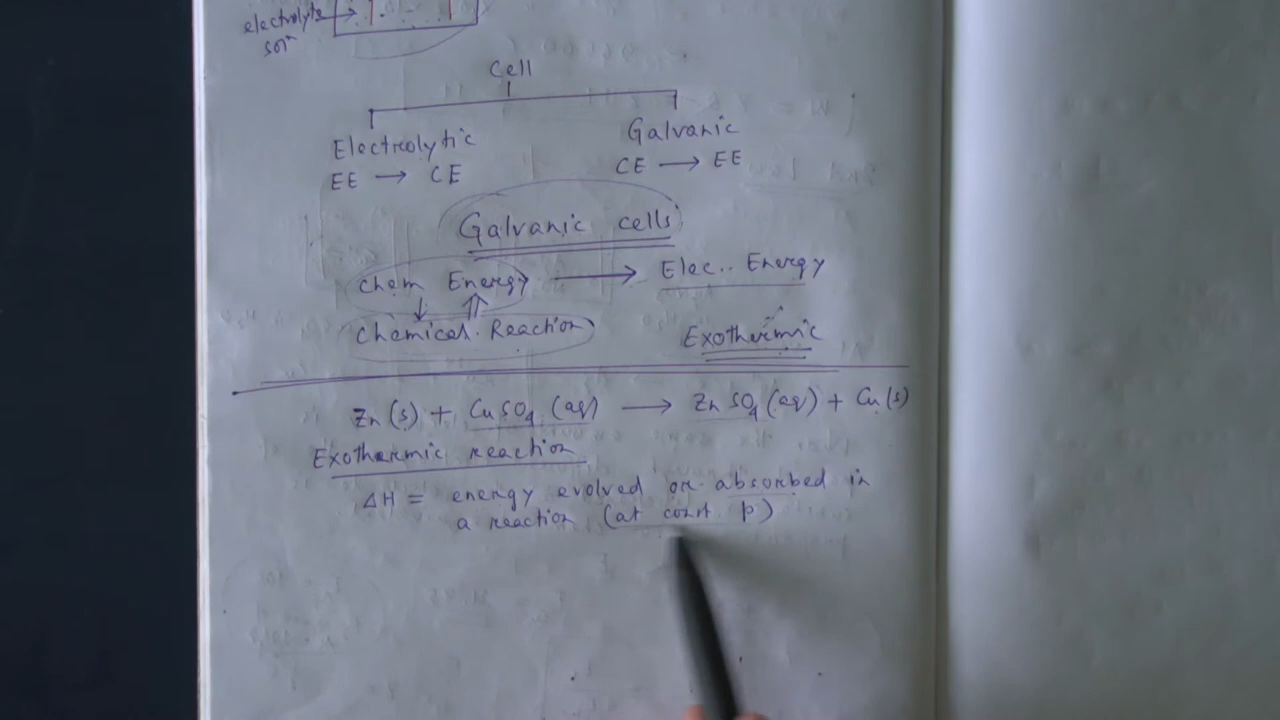 electrolyte →
solⁿ
Cell
Electrolytic
EE → CE
Galvanic
CE → EE
Galvanic cells
Chem Energy → Elec.. Energy
↓ ⇑
Chemical Reaction
Exothermic
Zn(s) + CuSO₄ (aq) → ZnSO₄ (aq) + Cu(s)
Exothermic reaction
ΔH = energy evolved or absorbed in
a reaction (at const p)